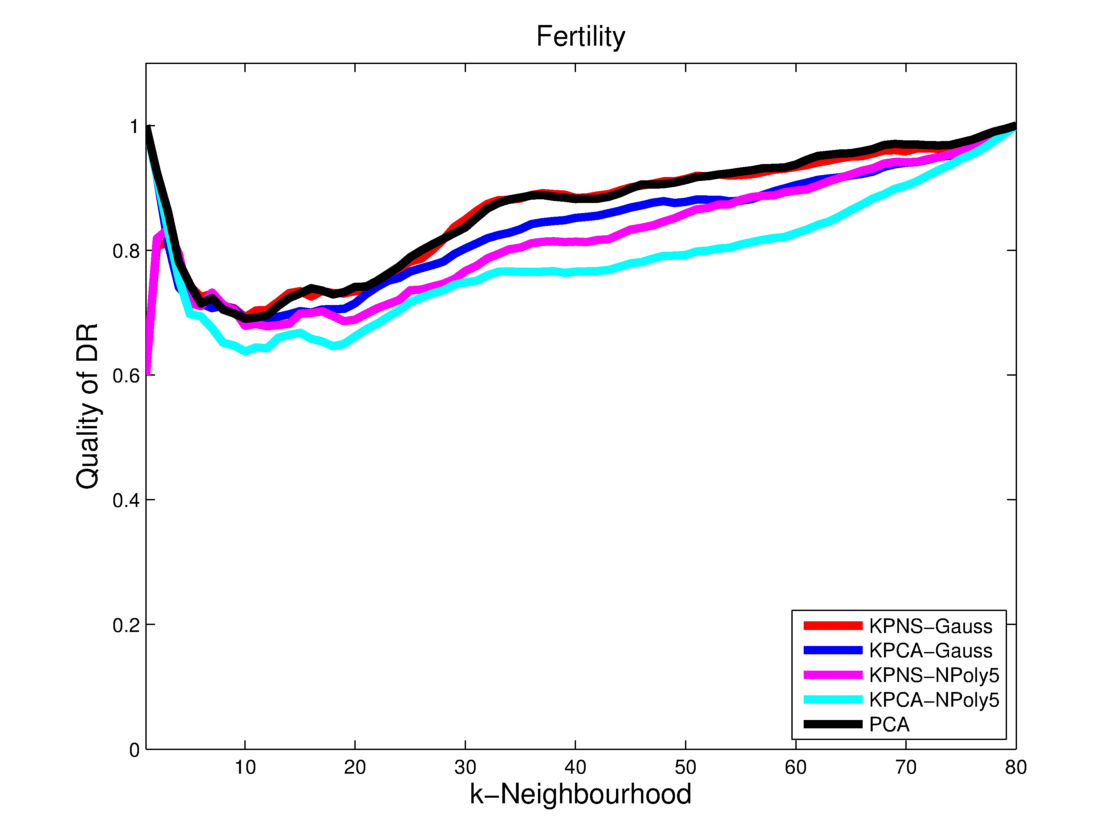 Fertility
Quality of DR
1
0.8
0.6
0.4
0.2
0
10 20 30 40 50 60 70 80
k−Neighbourhood
KPNS−Gauss
KPCA−Gauss
KPNS−NPoly5
KPCA−NPoly5
PCA